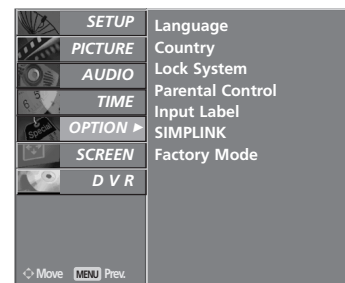 SETUP
PICTURE
AUDIO
TIME
OPTION ▶
SCREEN
D V R
Language
Country
Lock System
Parental Control
Input Label
SIMPLINK
Factory Mode
Special
Move MENU Prev.